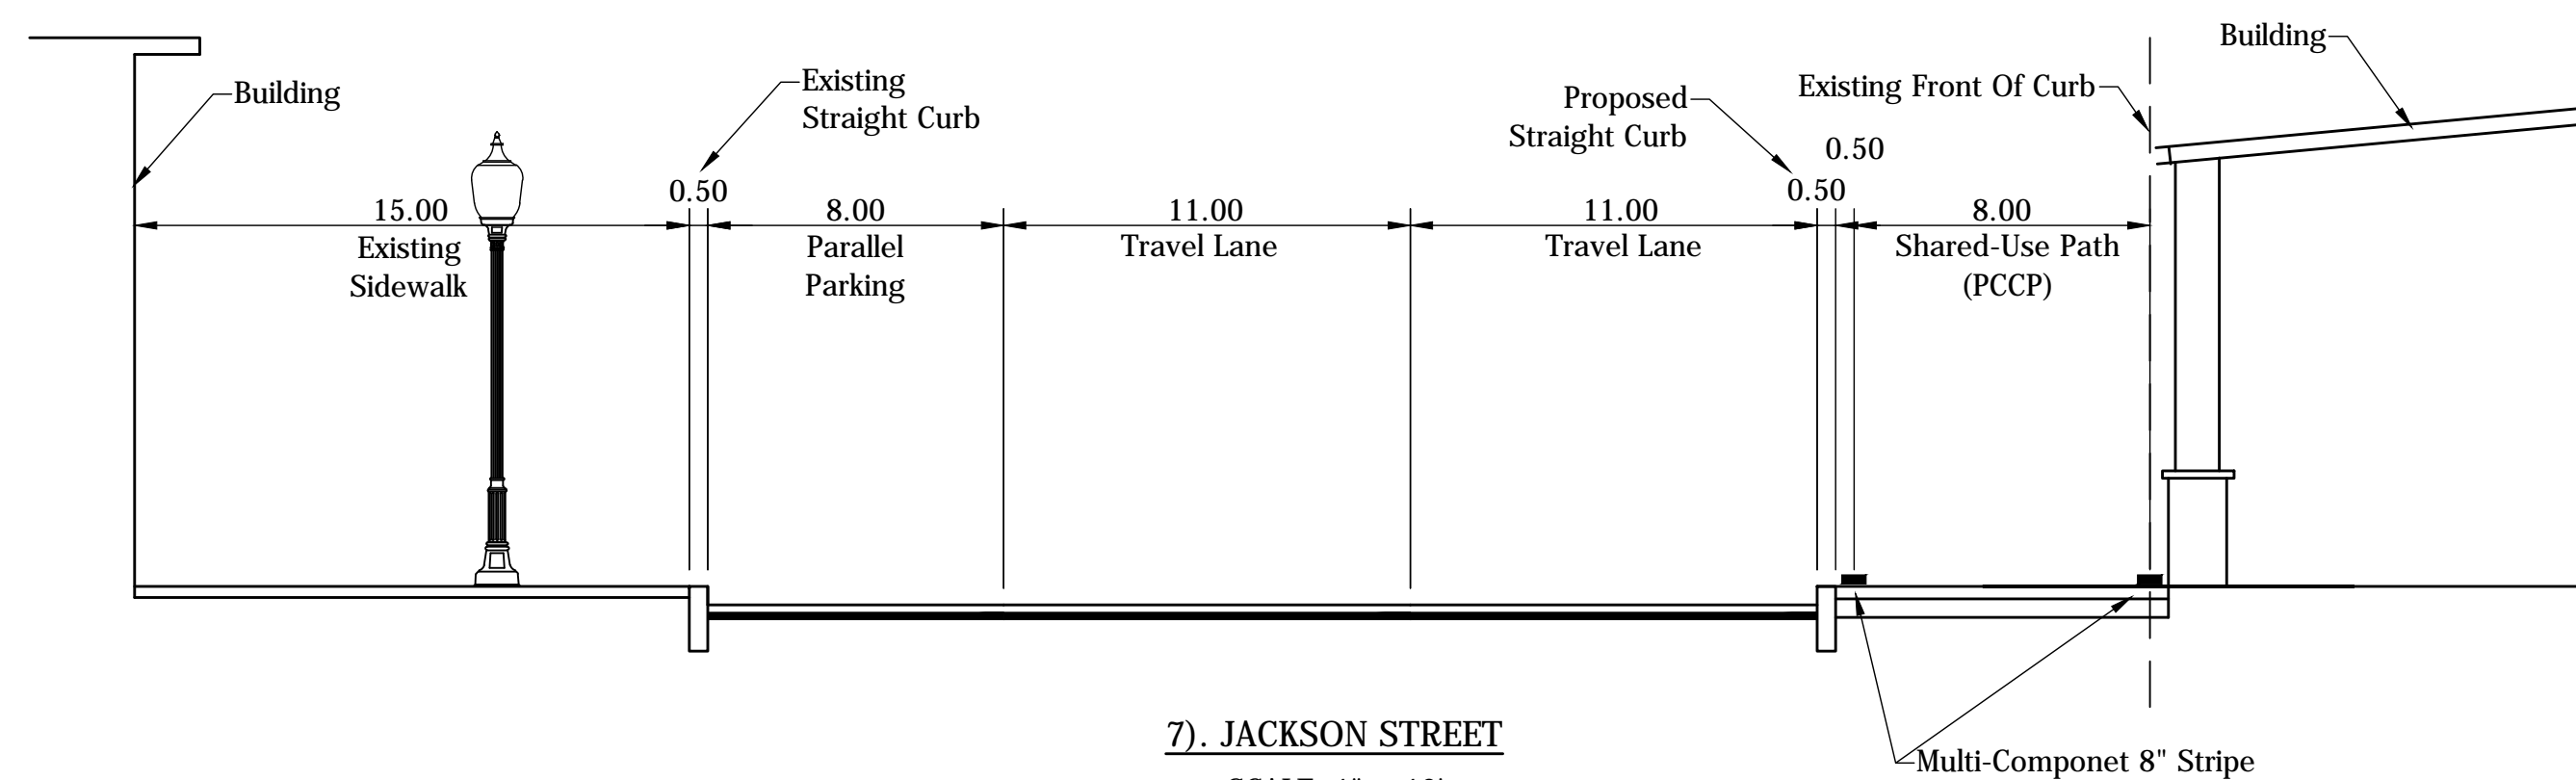 Building
Existing
Straight Curb
Proposed
Straight Curb
Existing Front Of Curb
Building
0.50
0.50
0.50
15.00
8.00
11.00
11.00
8.00
Existing
Sidewalk
Parallel
Parking
Travel Lane
Travel Lane
Shared-Use Path
(PCCP)
7). JACKSON STREET
Multi-Componet 8" Stripe